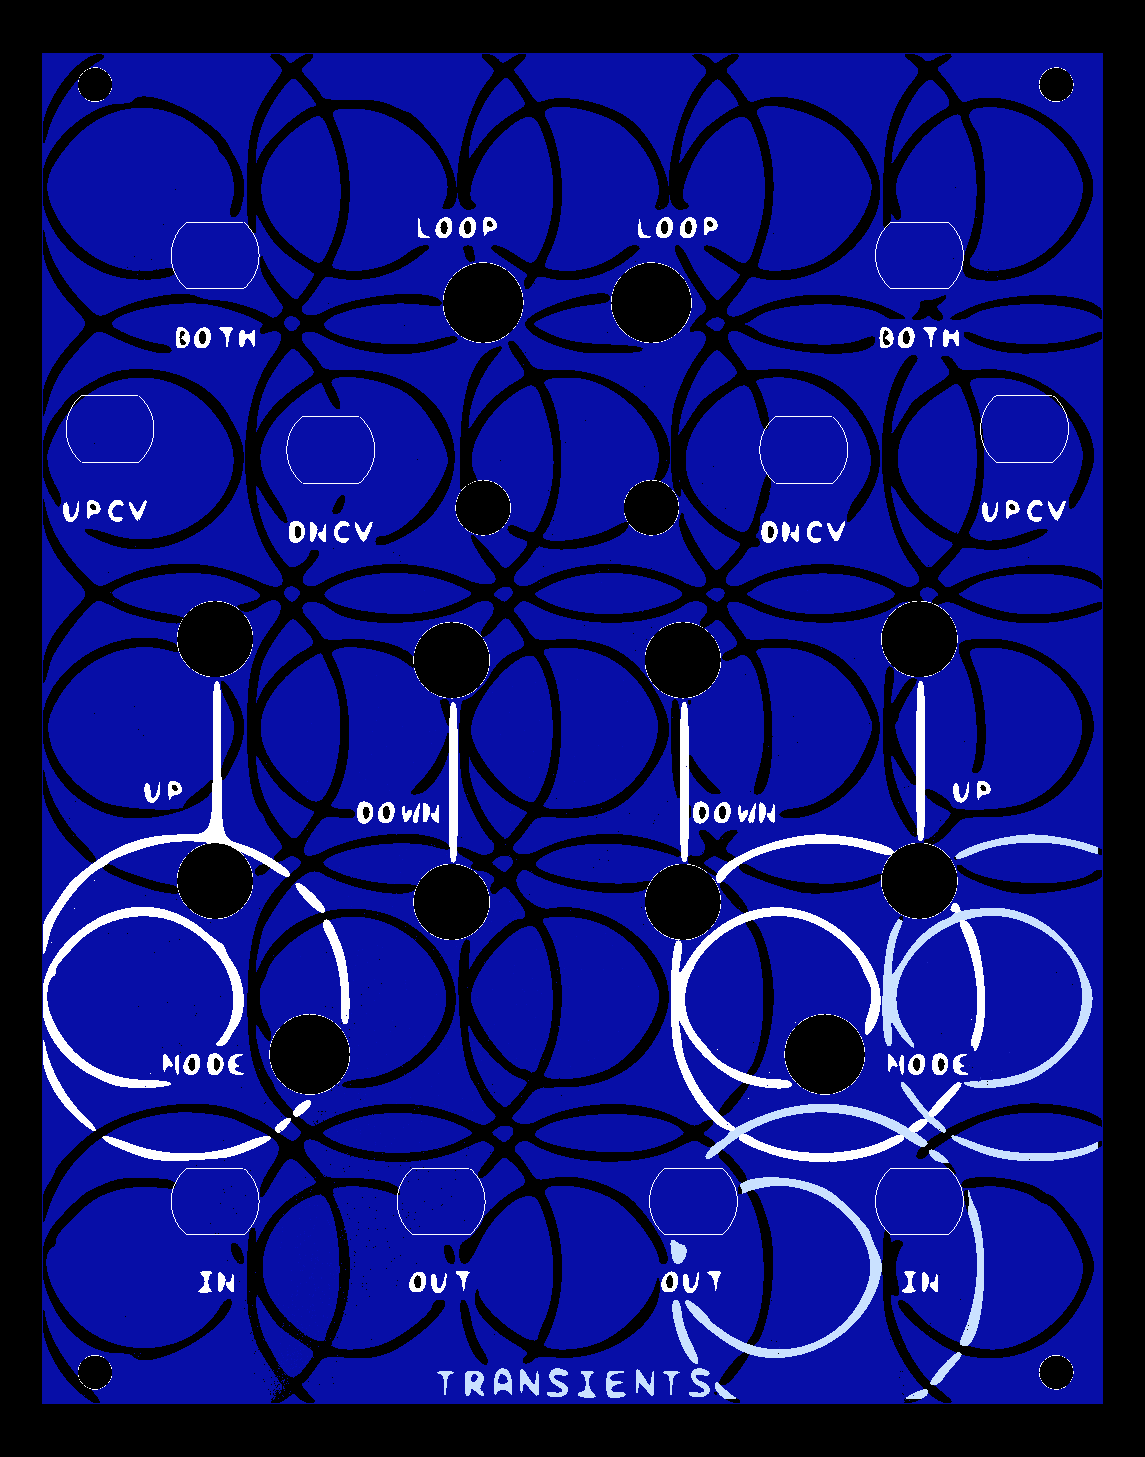 LOOP LOOP
BOTH BOTH
UPCV UPCV
DNCV DNCV
UP UP
DOWN DOWN
MODE MODE
IN OUT OUT IN
TRANSIENTS